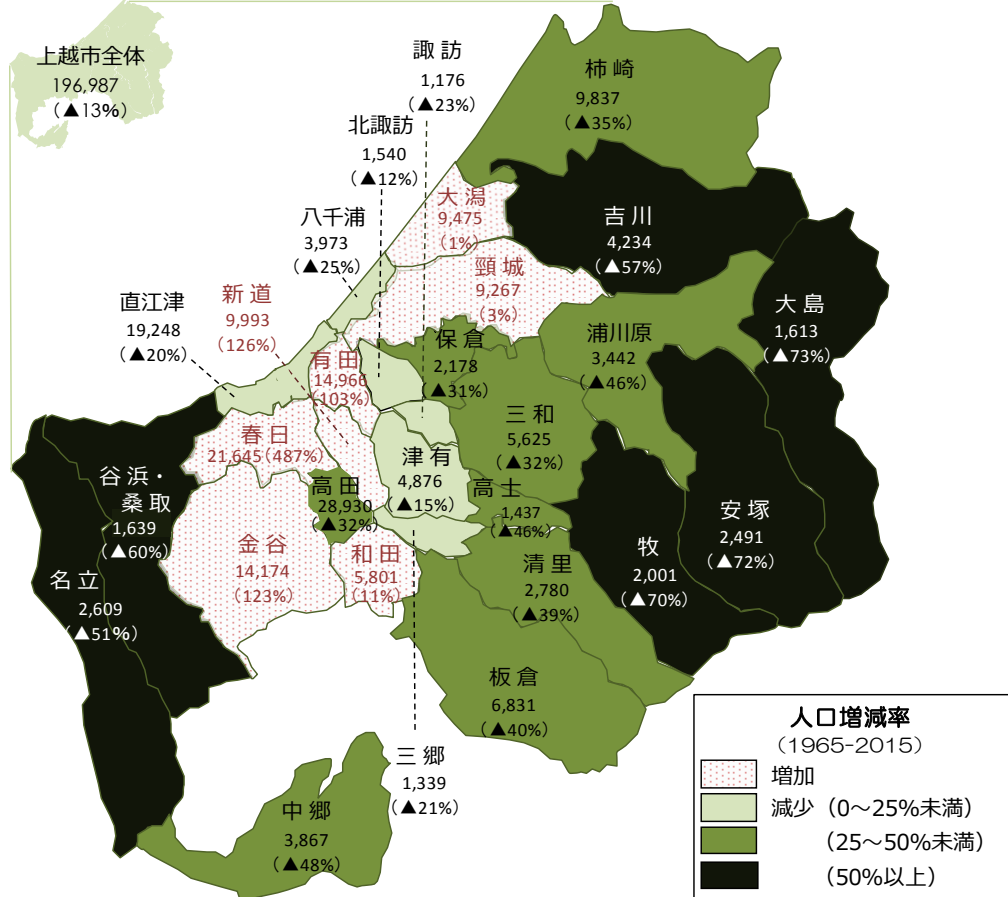 上越市全体
196,987
(▲13%)
諏訪
1,176
(▲23%)
北諏訪
1,540
(▲12%)
八千浦
3,973
(▲25%)
直江津
19,248
(▲20%)
新道
9,993
(126%)
柿崎
9,837
(▲35%)
大潟
9,475
(1%)
吉川
4,234
(▲57%)
頸城
9,267
(3%)
大島
1,613
(▲73%)
浦川原
3,442
(▲46%)
保倉
2,178
(▲31%)
有田
14,966
(103%)
三和
5,625
(▲32%)
春日
21,645(487%)
津有
4,876
(▲15%)
高士
1,437
(▲46%)
高田
28,930
(▲32%)
谷浜・
桑取
1,639
(▲60%)
名立
2,609
(▲51%)
金谷
14,174
(123%)
和田
5,801
(11%)
清里
2,780
(▲39%)
牧
2,001
(▲70%)
安塚
2,491
(▲72%)
板倉
6,831
(▲40%)
三郷
1,339
(▲21%)
中郷
3,867
(▲48%)
人口増減率
(1965-2015)
増加
減少(0~25%未満)
(25~50%未満)
(50%以上)